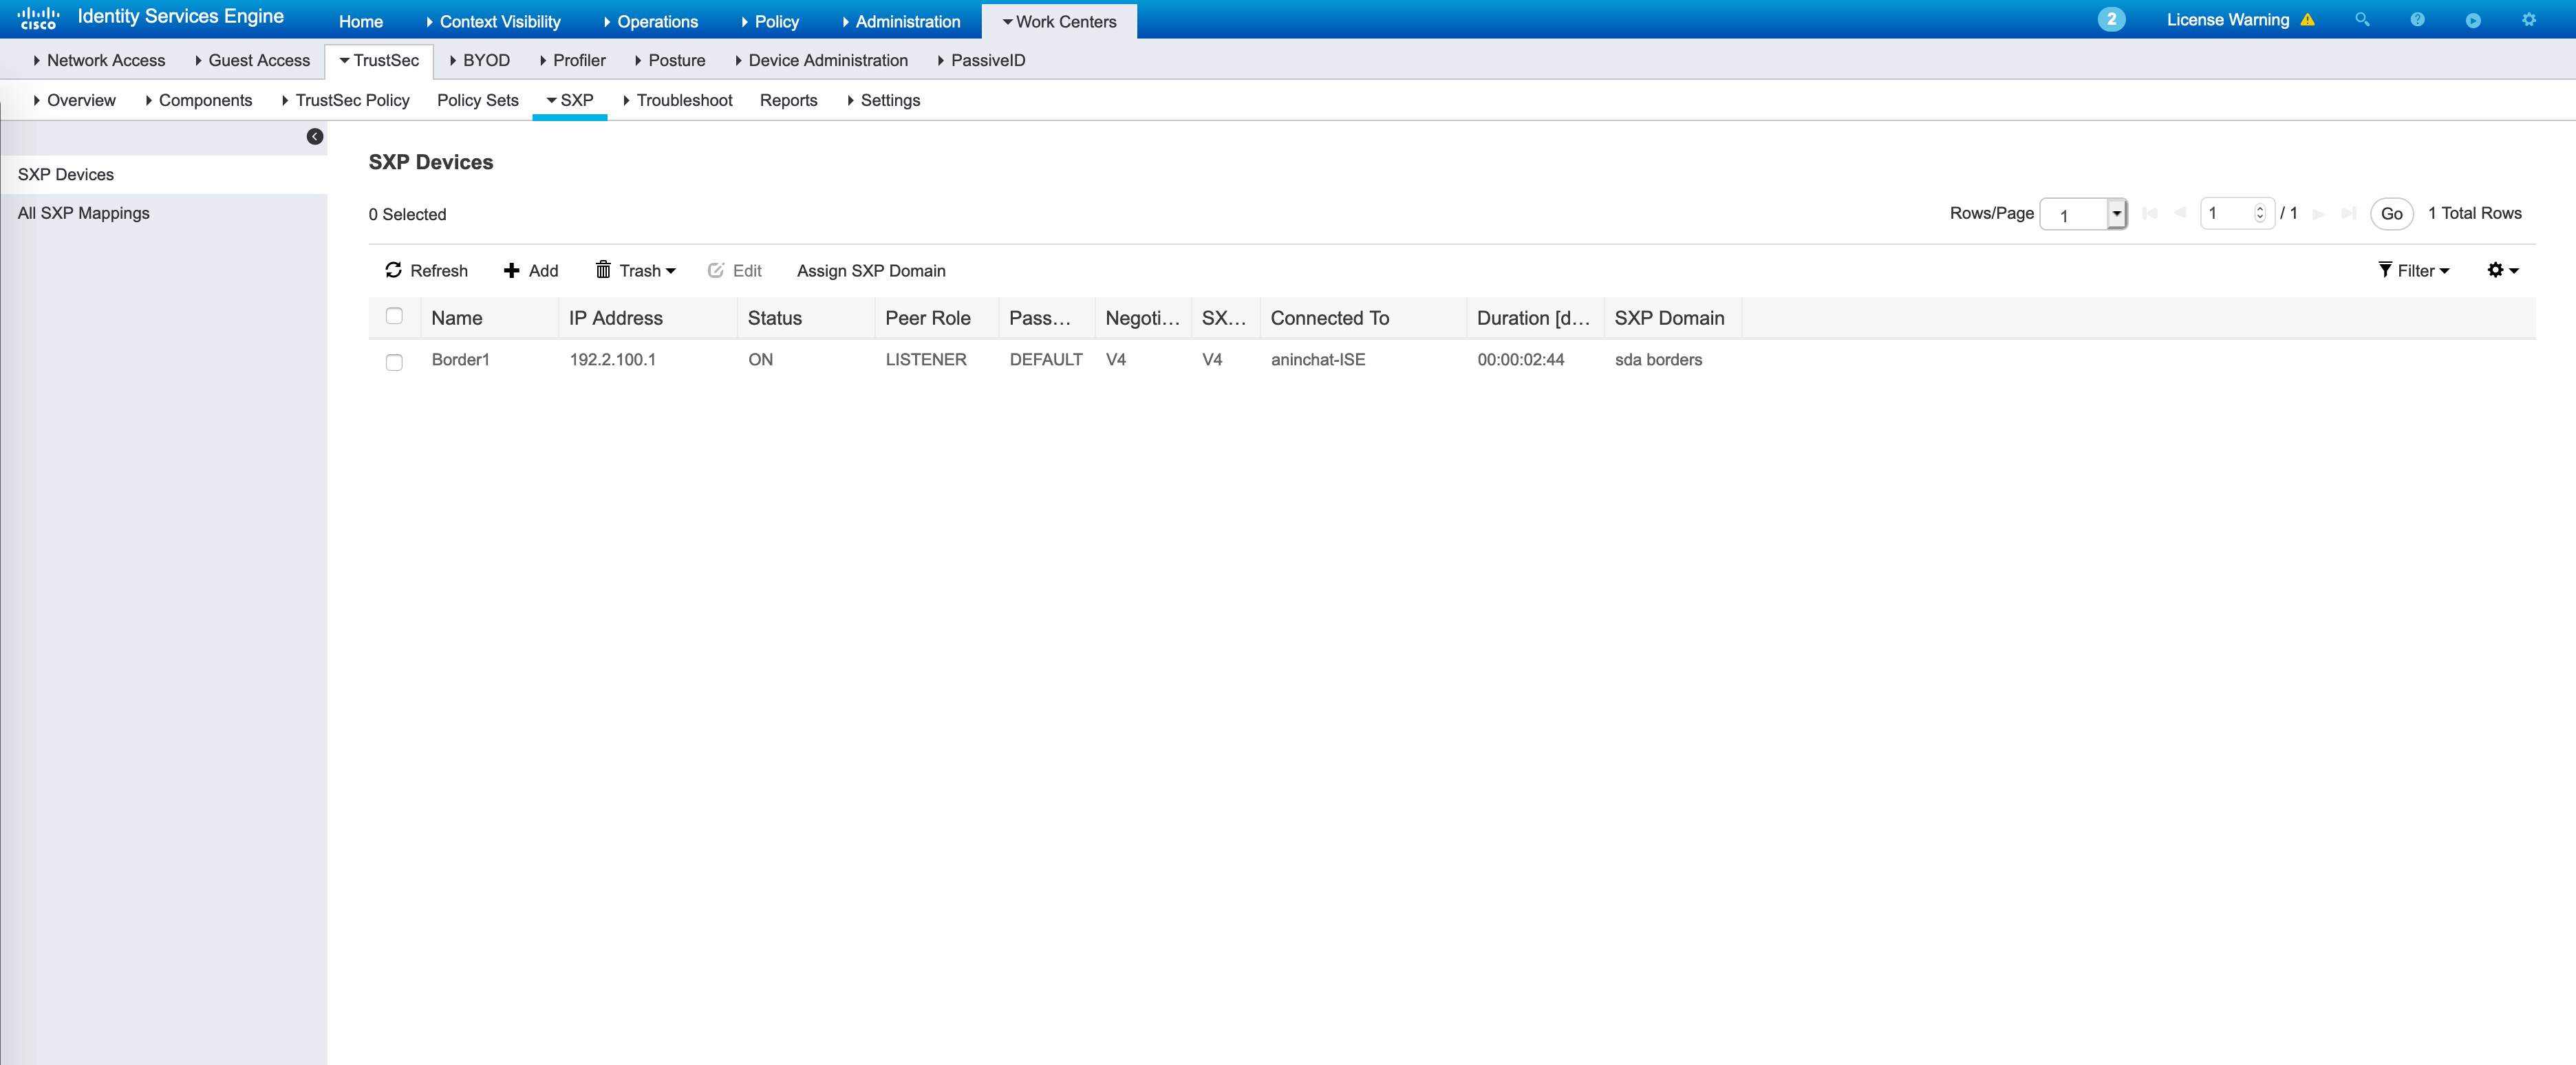 cisco Identity Services Engine Home Context Visibility Operations Policy Administration Work Centers 2 License Warning
Network Access Guest Access TrustSec BYOD Profiler Posture Device Administration PassiveID
Overview Components TrustSec Policy Policy Sets SXP Troubleshoot Reports Settings
SXP Devices
All SXP Mappings
SXP Devices
0 Selected Rows/Page 1 1 / 1 Go 1 Total Rows
Refresh Add Trash Edit Assign SXP Domain Filter
Name IP Address Status Peer Role Pass... Negoti... SX... Connected To Duration [d... SXP Domain
Border1 192.2.100.1 ON LISTENER DEFAULT V4 V4 aninchat-ISE 00:00:02:44 sda borders